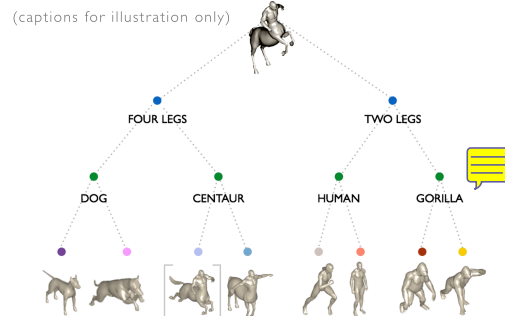 (captions for illustration only)
FOUR LEGS
TWO LEGS
DOG
CENTAUR
HUMAN
GORILLA